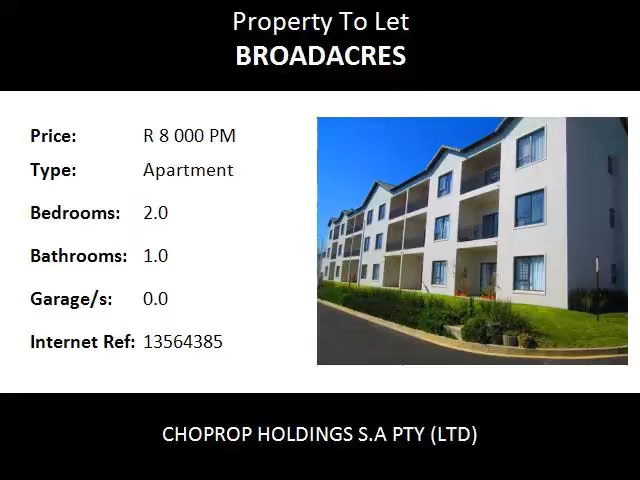 Property To Let
BROADACRES
Price: R 8 000 PM
Type: Apartment
Bedrooms: 2.0
Bathrooms: 1.0
Garage/s: 0.0
Internet Ref: 13564385
CHOPROP HOLDINGS S.A PTY (LTD)